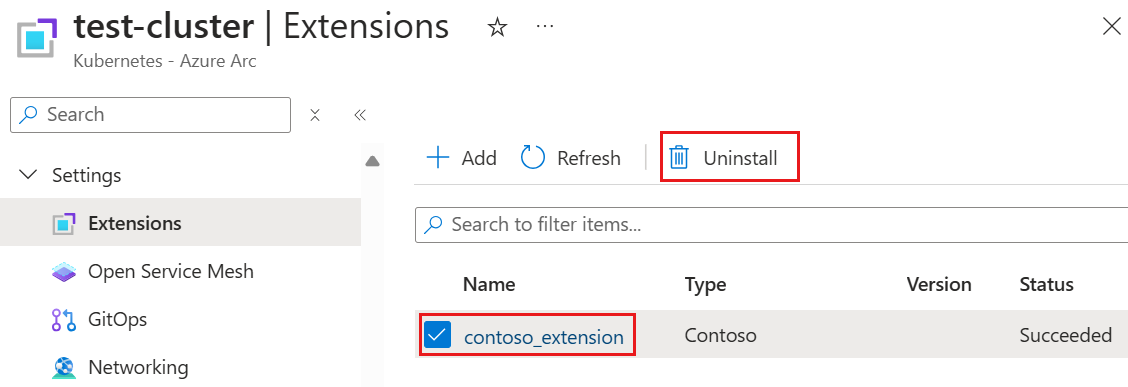 test-cluster | Extensions
Kubernetes - Azure Arc
Search
Settings
Extensions
Open Service Mesh
GitOps
Networking
Add Refresh Uninstall
Search to filter items...
Name Type Version Status
contoso_extension Contoso Succeeded